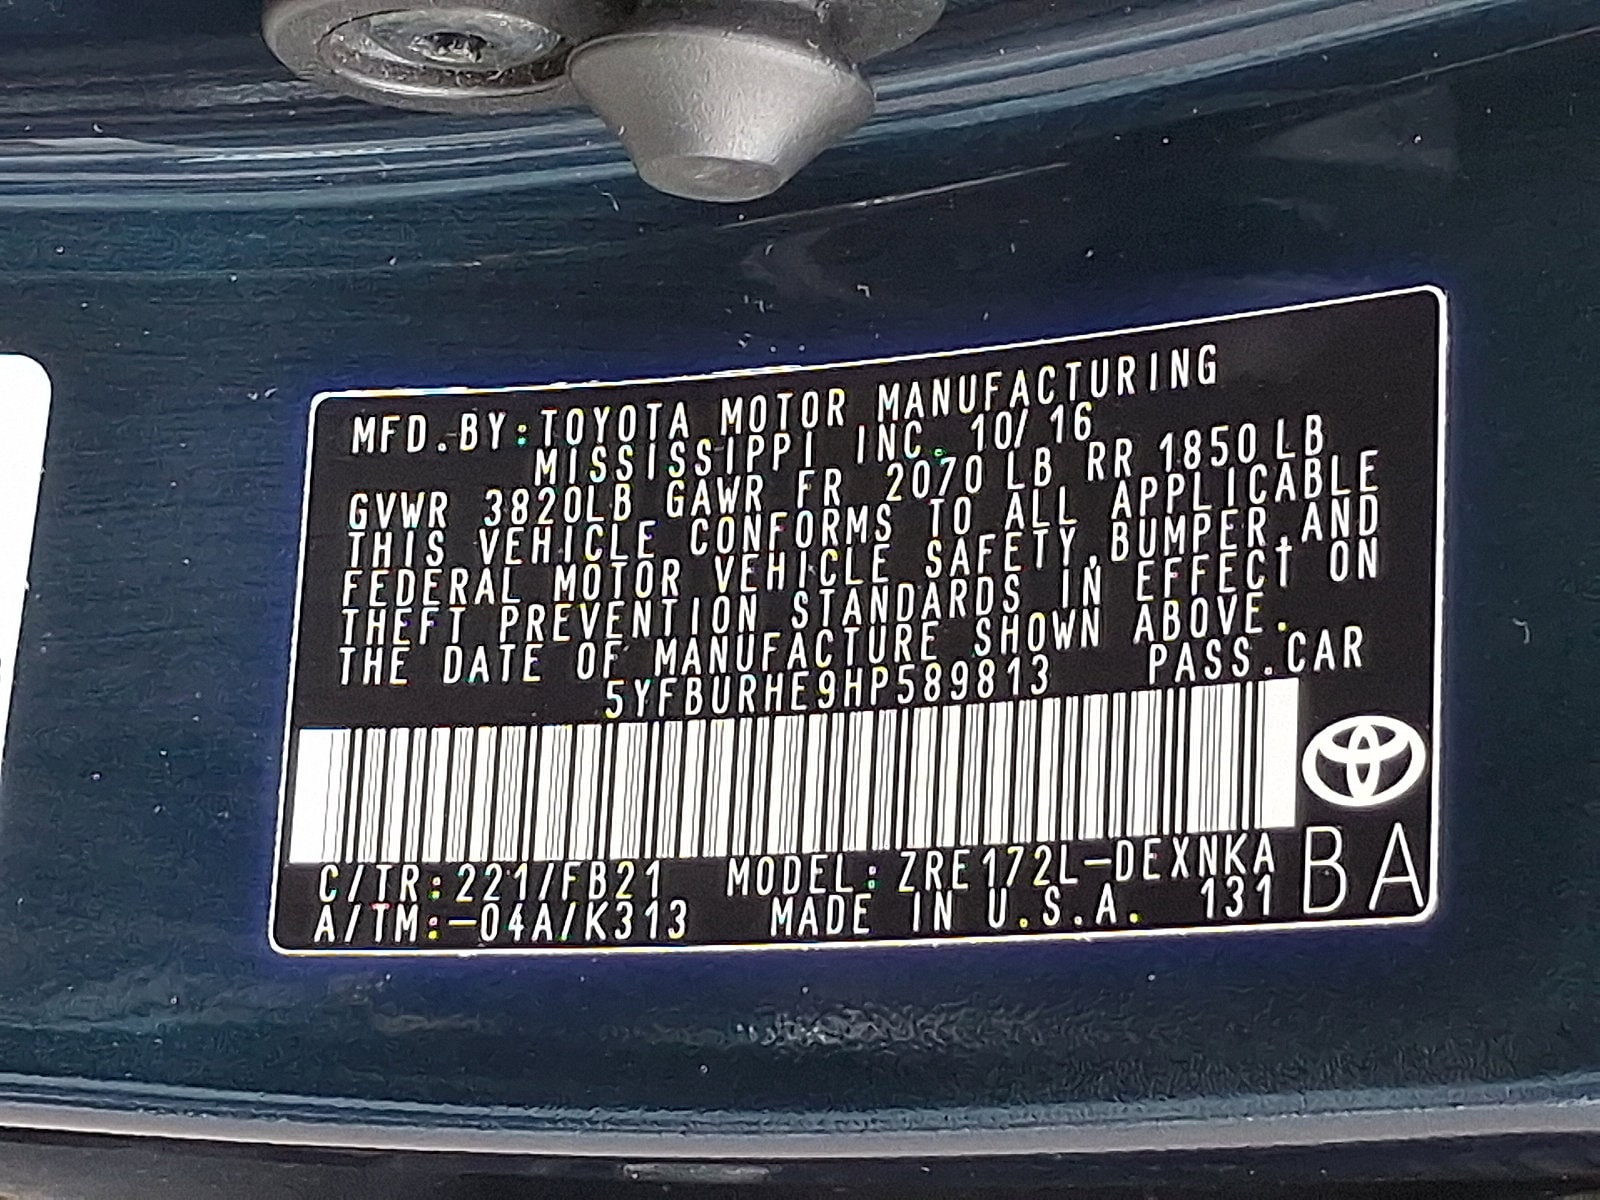 MFD.BY:TOYOTA MOTOR MANUFACTURING
MISSISSIPPI INC. 10/16
GVWR 3820LB GAWR FR 2070 LB RR 1850LB
THIS VEHICLE CONFORMS TO ALL APPLICABLE
FEDERAL MOTOR VEHICLE SAFETY,BUMPER,AND
THEFT PREVENTION STANDARDS IN EFFECT ON
THE DATE OF MANUFACTURE SHOWN ABOVE.
5YFBURHE9HP589813 PASS.CAR
C/TR:221/FB21 MODEL:ZRE172L-DEXNKA
A/TM:-04A/K313 MADE IN U.S.A. 131
BA